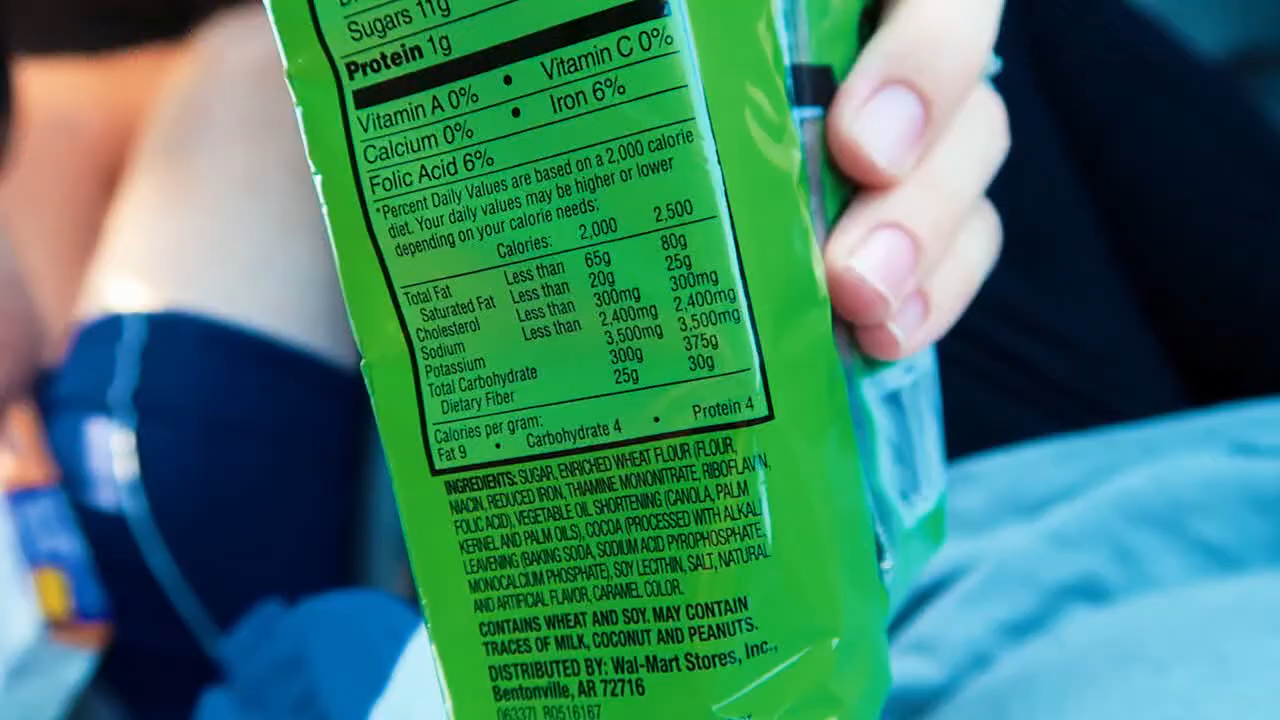 Sugars 11g
Protein 1g
Vitamin A 0% • Vitamin C 0%
Calcium 0% • Iron 6%
Folic Acid 6%
*Percent Daily Values are based on a 2,000 calorie
diet. Your daily values may be higher or lower
depending on your calorie needs:
Calories: 2,000 2,500
Total Fat Less than 65g 80g
Saturated Fat Less than 20g 25g
Cholesterol Less than 300mg 300mg
Sodium Less than 2,400mg 2,400mg
Potassium 3,500mg 3,500mg
Total Carbohydrate 300g 375g
Dietary Fiber 25g 30g
Calories per gram:
Fat 9 • Carbohydrate 4 • Protein 4
INGREDIENTS: SUGAR, ENRICHED WHEAT FLOUR (FLOUR,
NIACIN, REDUCED IRON, THIAMINE MONONITRATE, RIBOFLAVIN,
FOLIC ACID), VEGETABLE OIL SHORTENING (CANOLA, PALM
KERNEL AND PALM OILS), COCOA (PROCESSED WITH ALKALI
LEAVENING (BAKING SODA, SODIUM ACID PYROPHOSPHATE,
MONOCALCIUM PHOSPHATE), SOY LECITHIN, SALT, NATURAL
AND ARTIFICIAL FLAVOR, CARAMEL COLOR.
CONTAINS WHEAT AND SOY. MAY CONTAIN
TRACES OF MILK, COCONUT AND PEANUTS.
DISTRIBUTED BY: Wal-Mart Stores, Inc.,
Bentonville, AR 72716
063371 R0516167